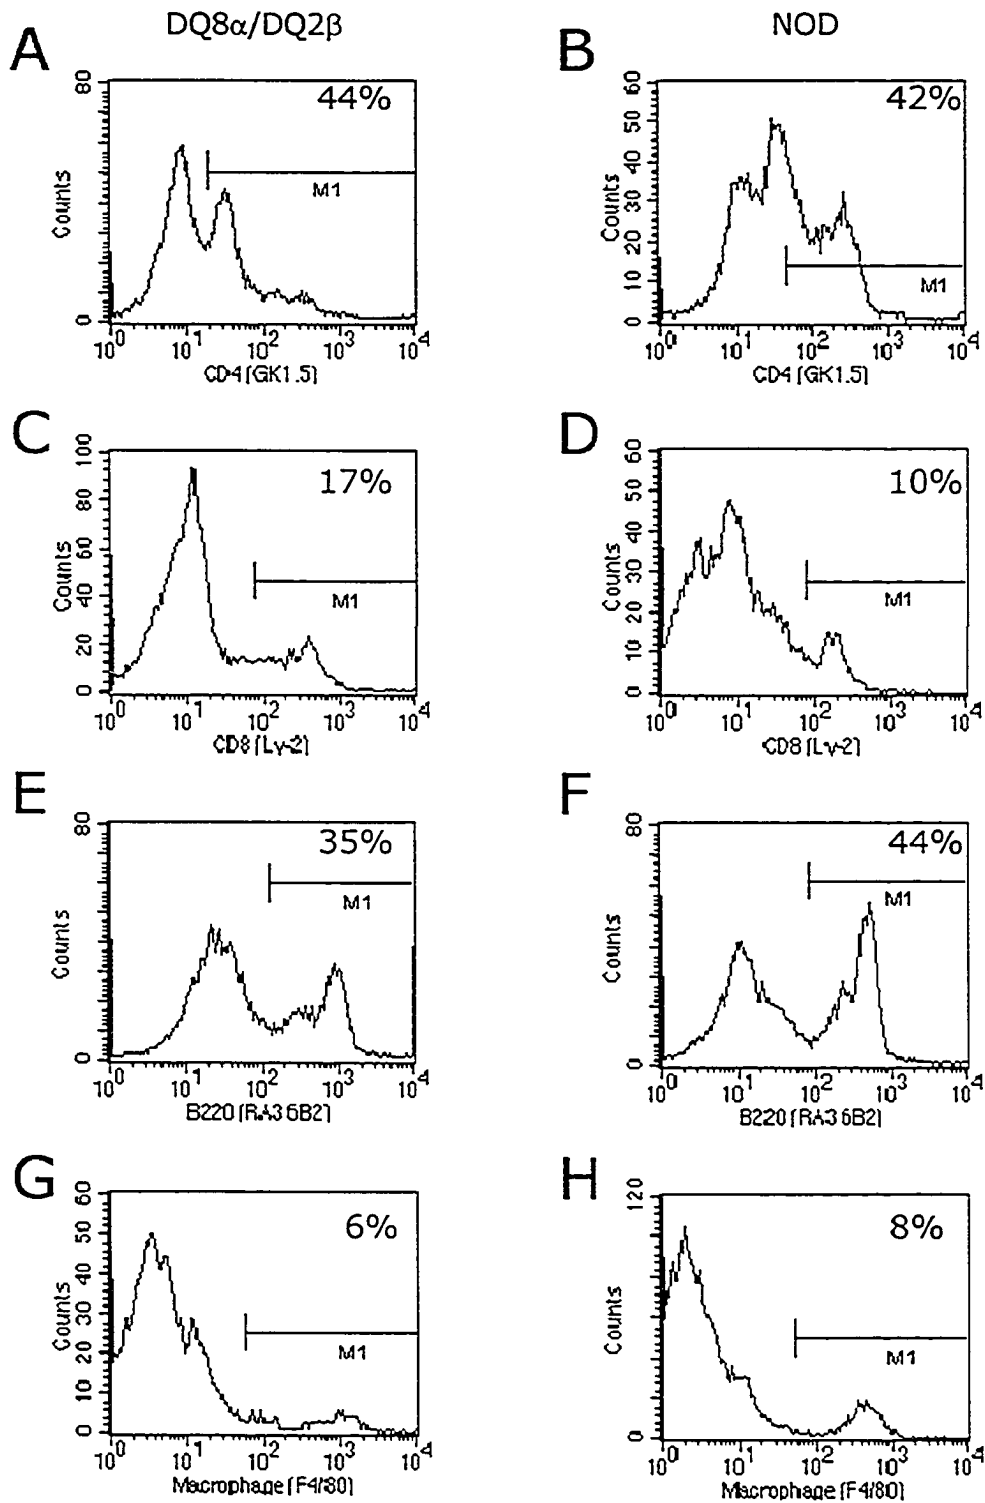 DQ8α/DQ2β
NOD
A
80
44%
M1
Counts
0
10^0 10^1 10^2 10^3 10^4
CD4 [GK1.5]
B
60
50
40
30
20
10
0
42%
M1
Counts
10^0 10^1 10^2 10^3 10^4
CD4 [GK1.5]
C
100
80
60
40
20
0
17%
M1
Counts
10^0 10^1 10^2 10^3 10^4
CD8 [Ly-2]
D
60
50
40
30
20
10
0
10%
M1
Counts
10^0 10^1 10^2 10^3 10^4
CD8 [Ly-2]
E
80
35%
M1
Counts
0
10^0 10^1 10^2 10^3 10^4
B220 [RA3 6B2]
F
80
44%
M1
Counts
0
10^0 10^1 10^2 10^3 10^4
B220 [RA3 6B2]
G
60
50
40
30
20
10
0
6%
M1
Counts
10^0 10^1 10^2 10^3 10^4
Macrophage [F4/80]
H
120
8%
M1
Counts
0
10^0 10^1 10^2 10^3 10^4
Macrophage [F4/80]